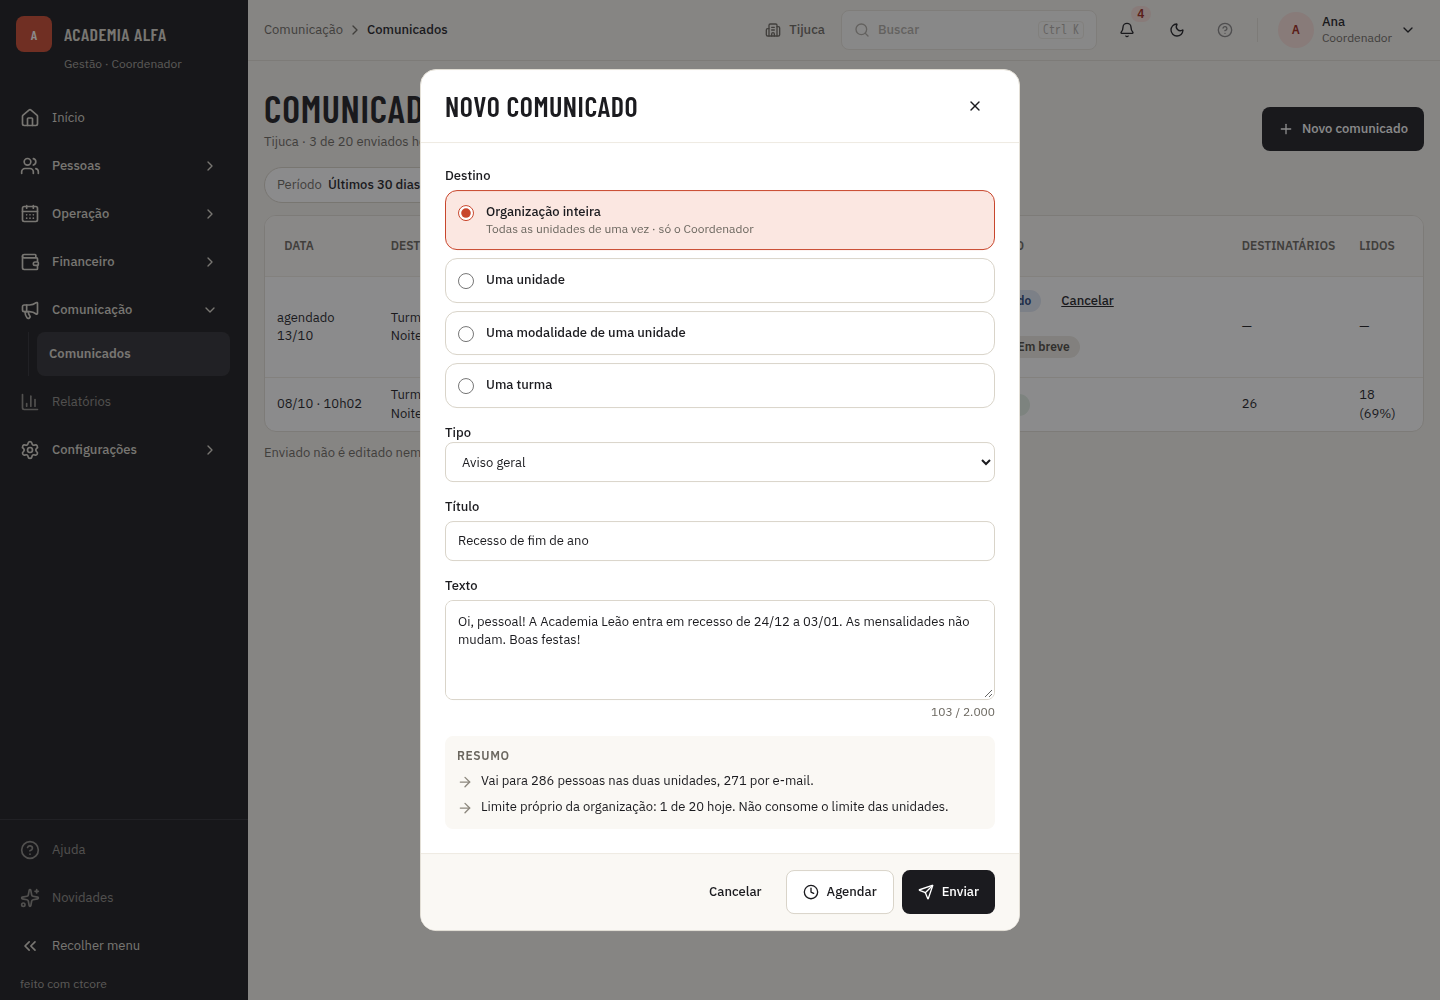 A
ACADEMIA ALFA
Gestão · Coordenador
Início
Pessoas
Operação
Financeiro
Comunicação
Comunicados
Relatórios
Configurações
Ajuda
Novidades
Recolher menu
feito com ctcore
Comunicação > Comunicados
Tijuca
Buscar
Ctrl K
4
A
Ana
Coordenador
COMUNICAD
Tijuca · 3 de 20 enviados h
Novo comunicado
Período Últimos 30 dias
DATA
DEST
O
DESTINATÁRIOS
LIDOS
agendado
13/10
Turm
Noite
do
Cancelar
Em breve
—
—
08/10 · 10h02
Turm
Noite
26
18
(69%)
Enviado não é editado nem
NOVO COMUNICADO
Destino
Organização inteira
Todas as unidades de uma vez · só o Coordenador
Uma unidade
Uma modalidade de uma unidade
Uma turma
Tipo
Aviso geral
Título
Recesso de fim de ano
Texto
Oi, pessoal! A Academia Leão entra em recesso de 24/12 a 03/01. As mensalidades não
mudam. Boas festas!
103 / 2.000
RESUMO
→ Vai para 286 pessoas nas duas unidades, 271 por e-mail.
→ Limite próprio da organização: 1 de 20 hoje. Não consome o limite das unidades.
Cancelar
Agendar
Enviar